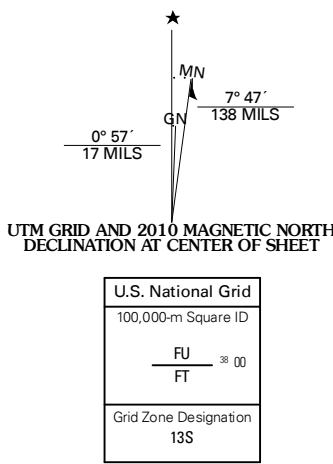 ★
MN
7° 47´
138 MILS
GN
0° 57´
17 MILS
UTM GRID AND 2010 MAGNETIC NORTH
DECLINATION AT CENTER OF SHEET
U.S. National Grid
100,000-m Square ID
FU
38 00
FT
Grid Zone Designation
13S